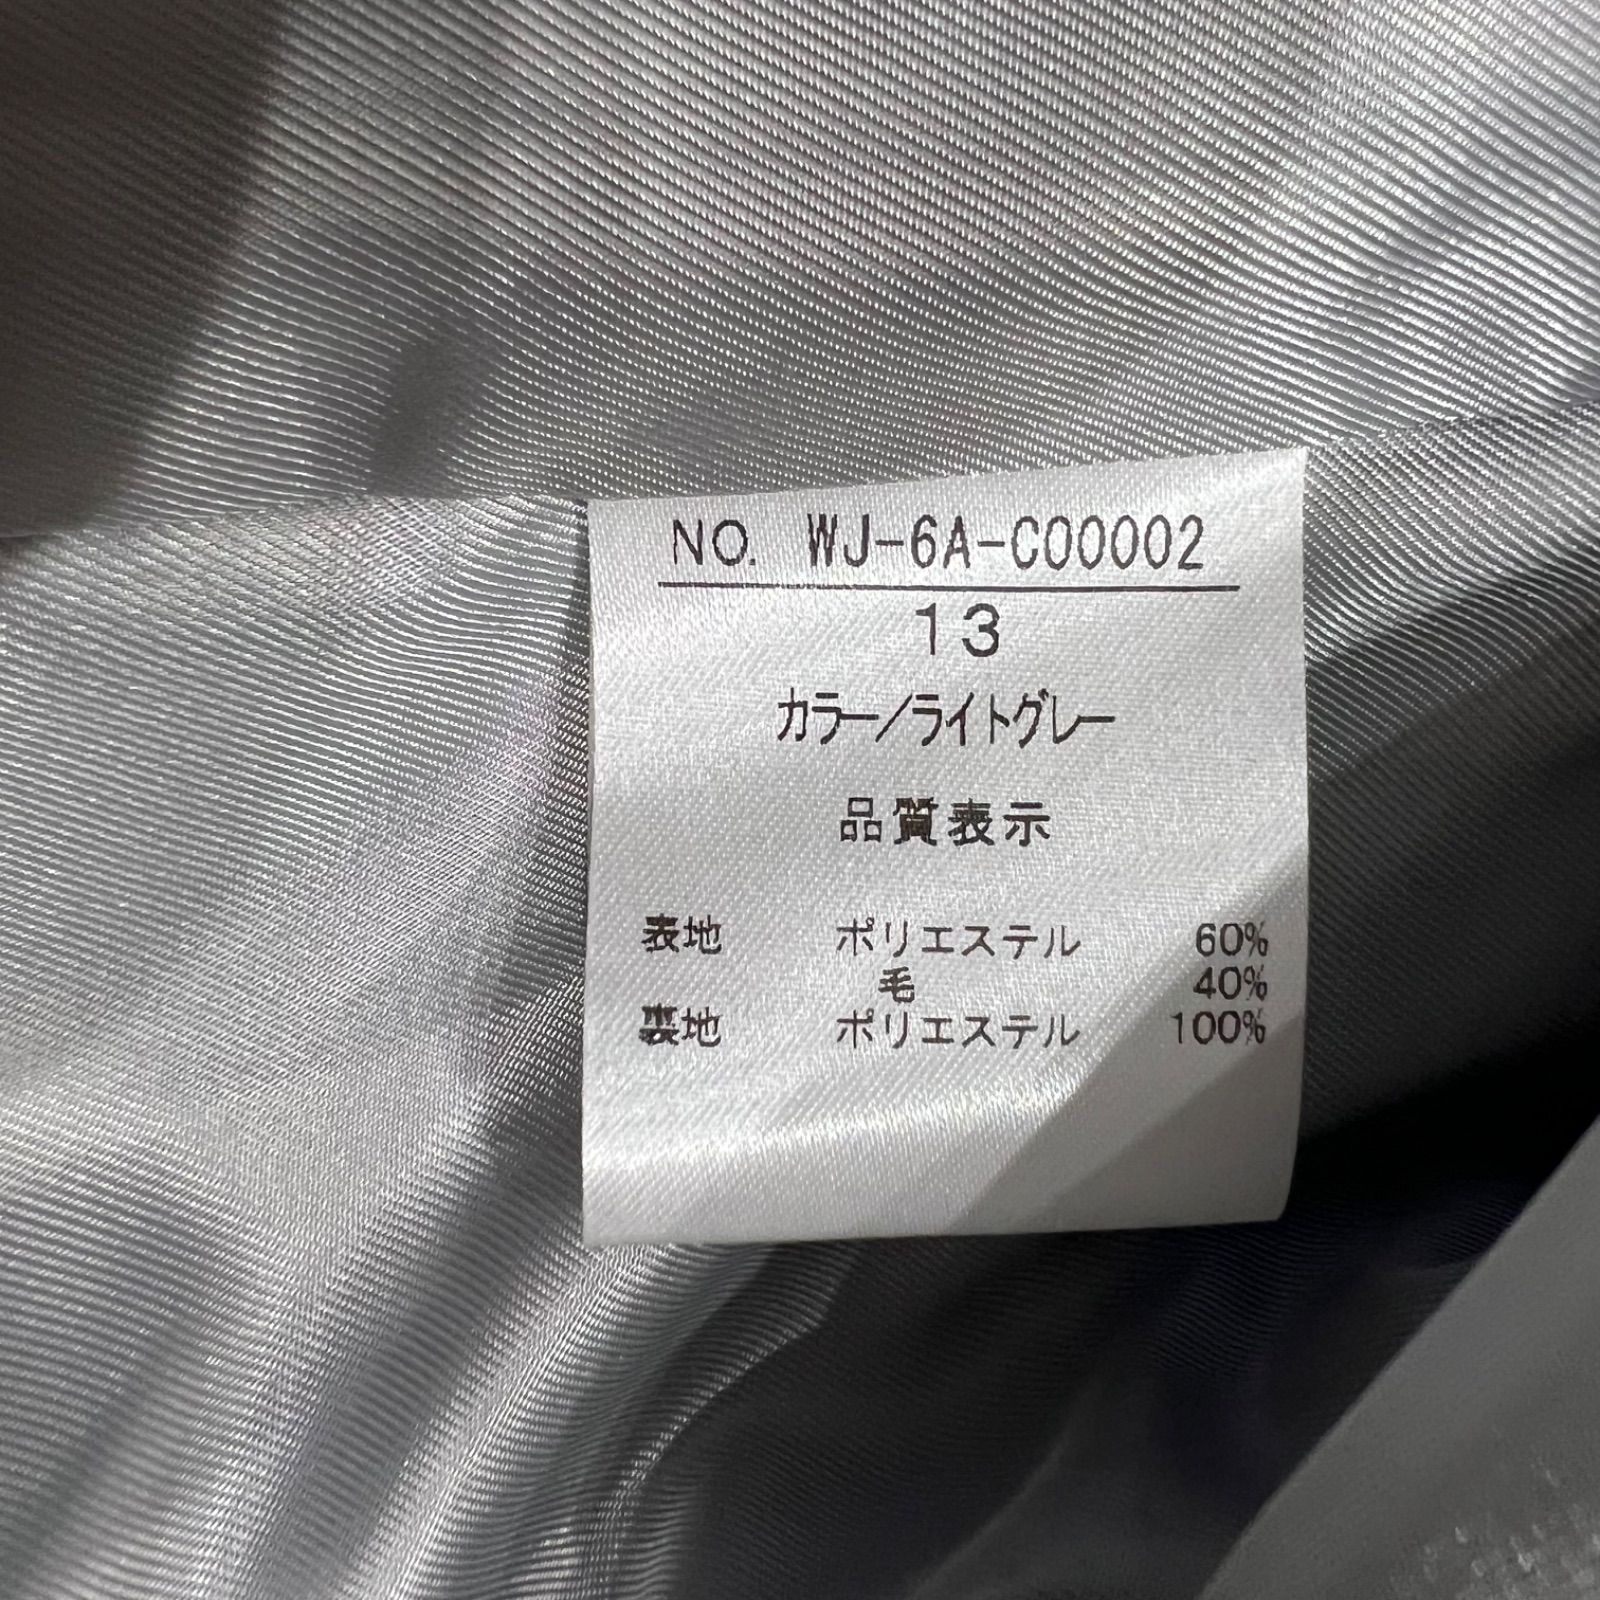 NO. WJ-6A-C00002
13
カラー/ライトグレー
品質表示
表地 ポリエステル 60%
毛 40%
裏地 ポリエステル 100%